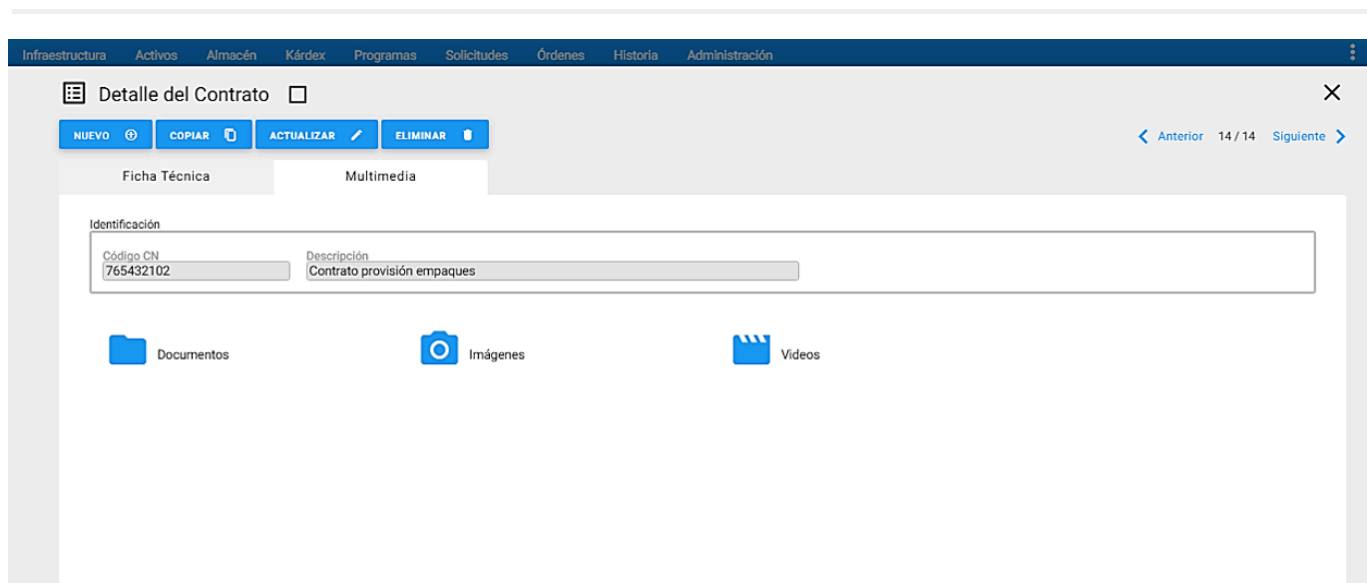 Infraestructura Activos Almacén Kárdex Programas Solicitudes Órdenes Historia Administración
Detalle del Contrato
NUEVO COPIAR ACTUALIZAR ELIMINAR Anterior 14 / 14 Siguiente
Ficha Técnica Multimedia
Identificación
Código CN Descripción
765432102 Contrato provisión empaques
Documentos Imágenes Videos